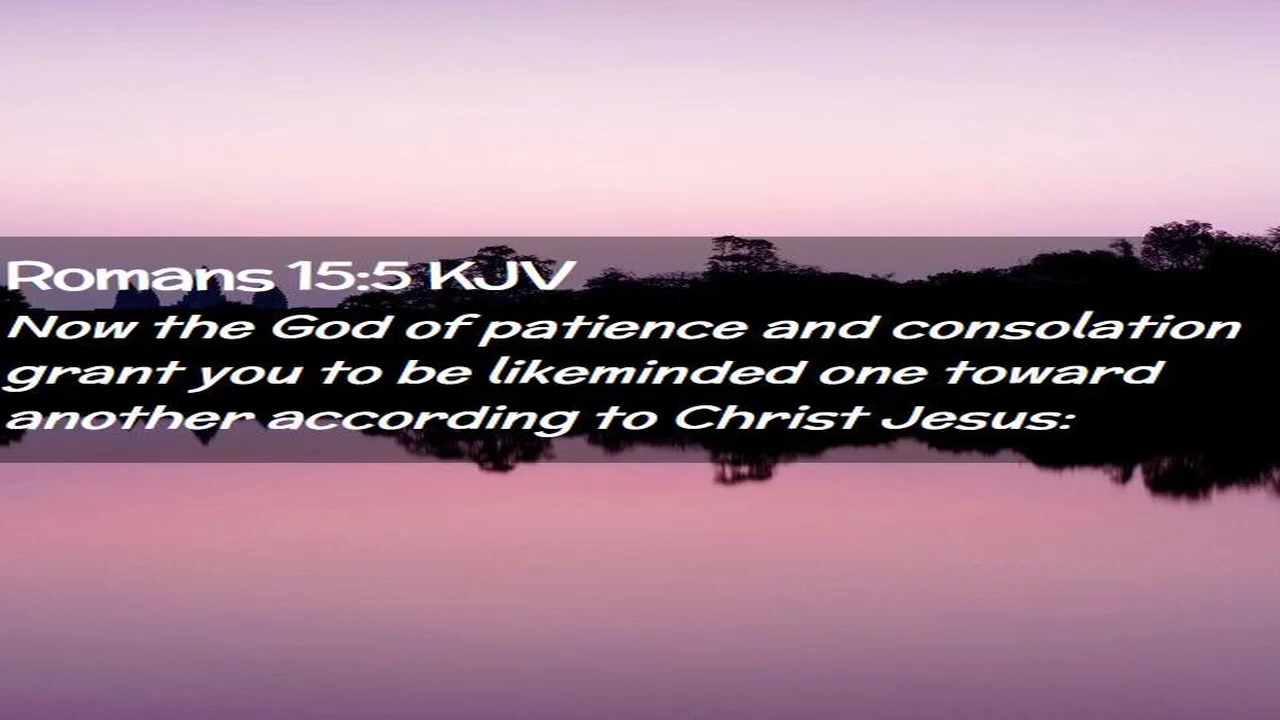 Romans 15:5 KJV
Now the God of patience and consolation
grant you to be likeminded one toward
another according to Christ Jesus: